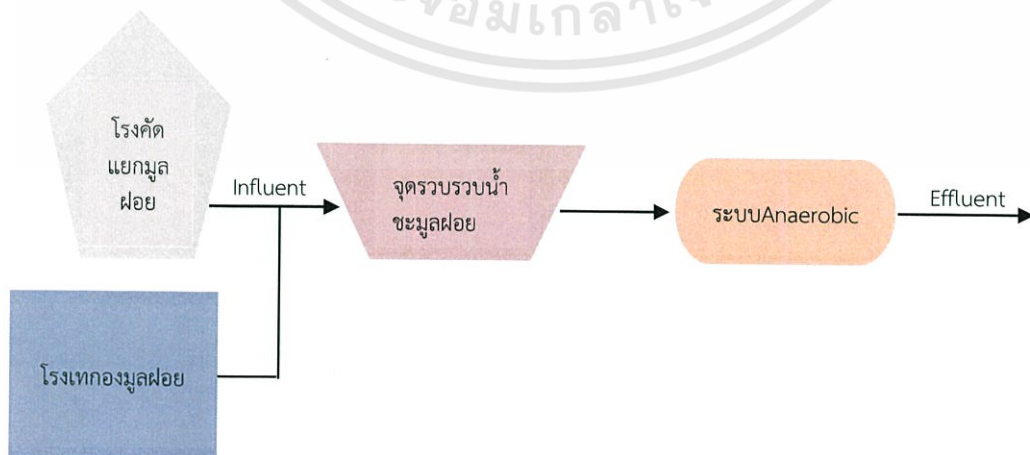 โรงคัด
แยกมูล
ฝอย
Influent
จุดรวบรวบน้ำ
ชะมูลฝอย
ระบบAnaerobic
Effluent
โรงเทกองมูลฝอย